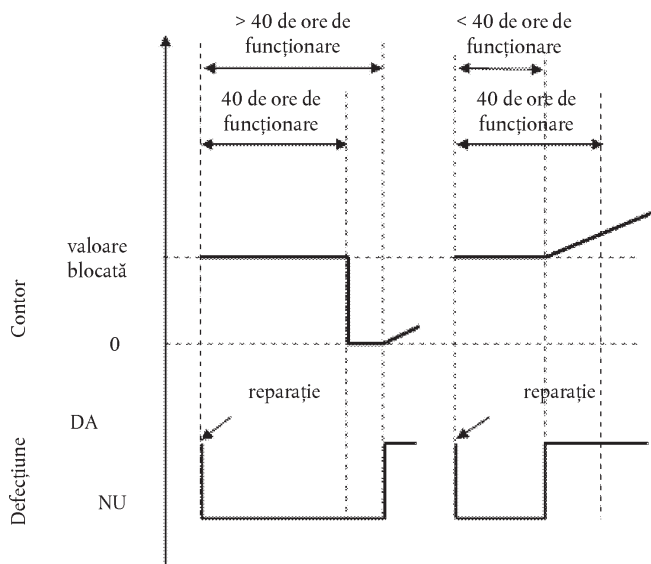 > 40 de ore de
funcționare
< 40 de ore de
funcționare
40 de ore de
funcționare
40 de ore de
funcționare
valoare
blocată
Contor
0
reparație
reparație
DA
Defecțiune
NU